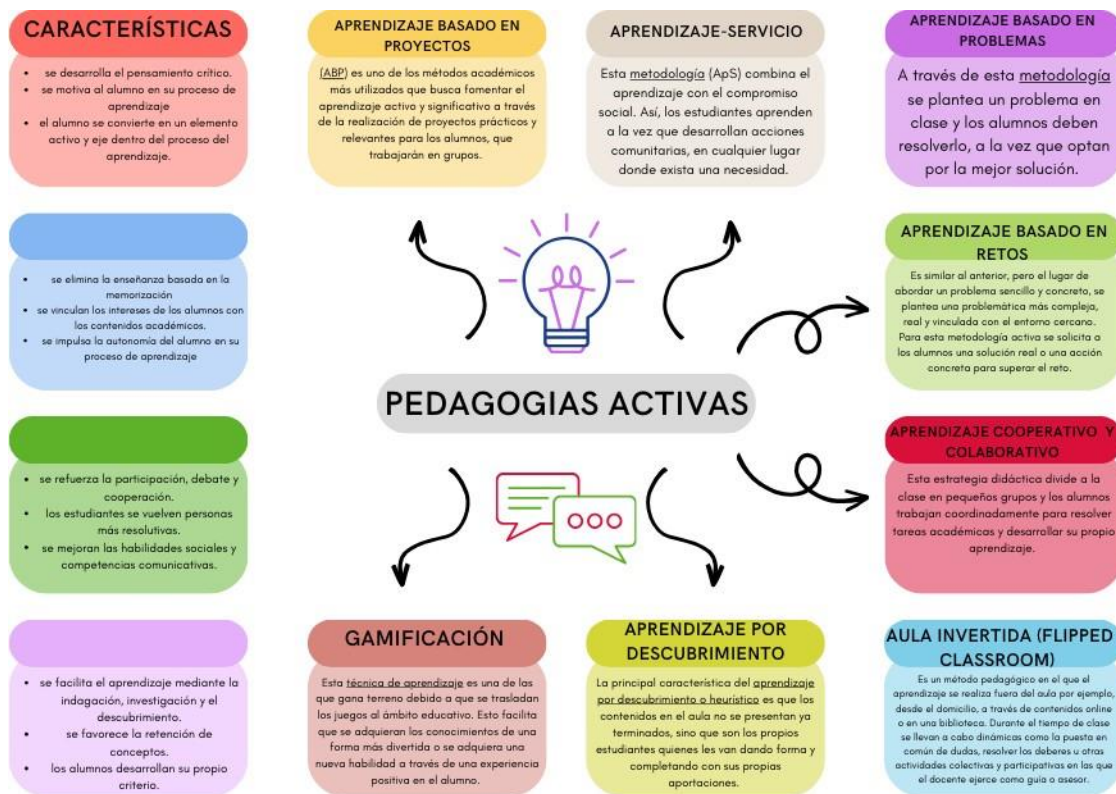 CARACTERÍSTICAS
• se desarrolla el pensamiento crítico.
• se motiva al alumno en su proceso de
aprendizaje
• el alumno se convierte en un elemento
activo y eje dentro del proceso del
aprendizaje.
• se elimina la enseñanza basada en la
memorización
• se vinculan los intereses de los alumnos con
los contenidos académicos.
• se impulsa la autonomía del alumno en su
proceso de aprendizaje
• se refuerza la participación, debate y
cooperación.
• los estudiantes se vuelven personas
más resolutivas.
• se mejoran las habilidades sociales y
competencias comunicativas.
• se facilita el aprendizaje mediante la
indagación, investigación y el
descubrimiento.
• se favorece la retención de
conceptos.
• los alumnos desarrollan su propio
criterio.
APRENDIZAJE BASADO EN
PROYECTOS
(ABP) es uno de los métodos académicos
más utilizados que busca fomentar el
aprendizaje activo y significativo a través
de la realización de proyectos prácticos y
relevantes para los alumnos, que
trabajarán en grupos.
APRENDIZAJE-SERVICIO
Esta metodología (ApS) combina el
aprendizaje con el compromiso
social. Así, los estudiantes aprenden
a la vez que desarrollan acciones
comunitarias, en cualquier lugar
donde exista una necesidad.
APRENDIZAJE BASADO EN
PROBLEMAS
A través de esta metodología
se plantea un problema en
clase y los alumnos deben
resolverlo, a la vez que optan
por la mejor solución.
APRENDIZAJE BASADO EN
RETOS
Es similar al anterior, pero el lugar de
abordar un problema sencillo y concreto, se
plantea una problemática más compleja,
real y vinculada con el entorno cercano.
Para esta metodología activa se solicita a
los alumnos una solución real o una acción
concreta para superar el reto.
PEDAGOGIAS ACTIVAS
APRENDIZAJE COOPERATIVO Y
COLABORATIVO
Esta estrategia didáctica divide a la
clase en pequeños grupos y los alumnos
trabajan coordinadamente para resolver
tareas académicas y desarrollar su propio
aprendizaje.
GAMIFICACIÓN
Esta técnica de aprendizaje es una de las
que gana terreno debido a que se trasladan
los juegos al ámbito educativo. Esto facilita
que se adquieran los conocimientos de una
forma más divertida o se adquiera una
nueva habilidad a través de una experiencia
positiva en el alumno.
APRENDIZAJE POR
DESCUBRIMIENTO
La principal característica del aprendizaje
por descubrimiento o heurístico es que los
contenidos en el aula no se presentan ya
terminados, sino que son los propios
estudiantes quienes les van dando forma y
completando con sus propias
aportaciones.
AULA INVERTIDA (FLIPPED
CLASSROOM)
Es un método pedagógico en el que el
aprendizaje se realiza fuera del aula por ejemplo,
desde el domicilio, a través de contenidos online
o en una biblioteca. Durante el tiempo de clase
se llevan a cabo dinámicas como la puesta en
común de dudas, resolver los deberes u otras
actividades colectivas y participativas en las que
el docente ejerce como guía o asesor.